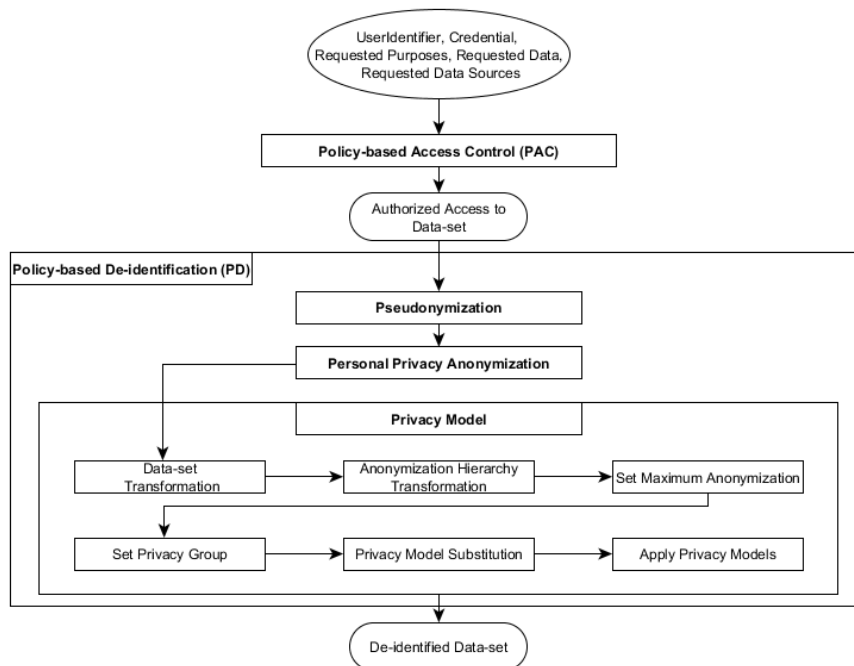 UserIdentifier, Credential,
Requested Purposes, Requested Data,
Requested Data Sources
Policy-based Access Control (PAC)
Authorized Access to
Data-set
Policy-based De-identification (PD)
Pseudonymization
Personal Privacy Anonymization
Privacy Model
Data-set
Transformation
Anonymization Hierarchy
Transformation
Set Maximum Anonymization
Set Privacy Group
Privacy Model Substitution
Apply Privacy Models
De-identified Data-set